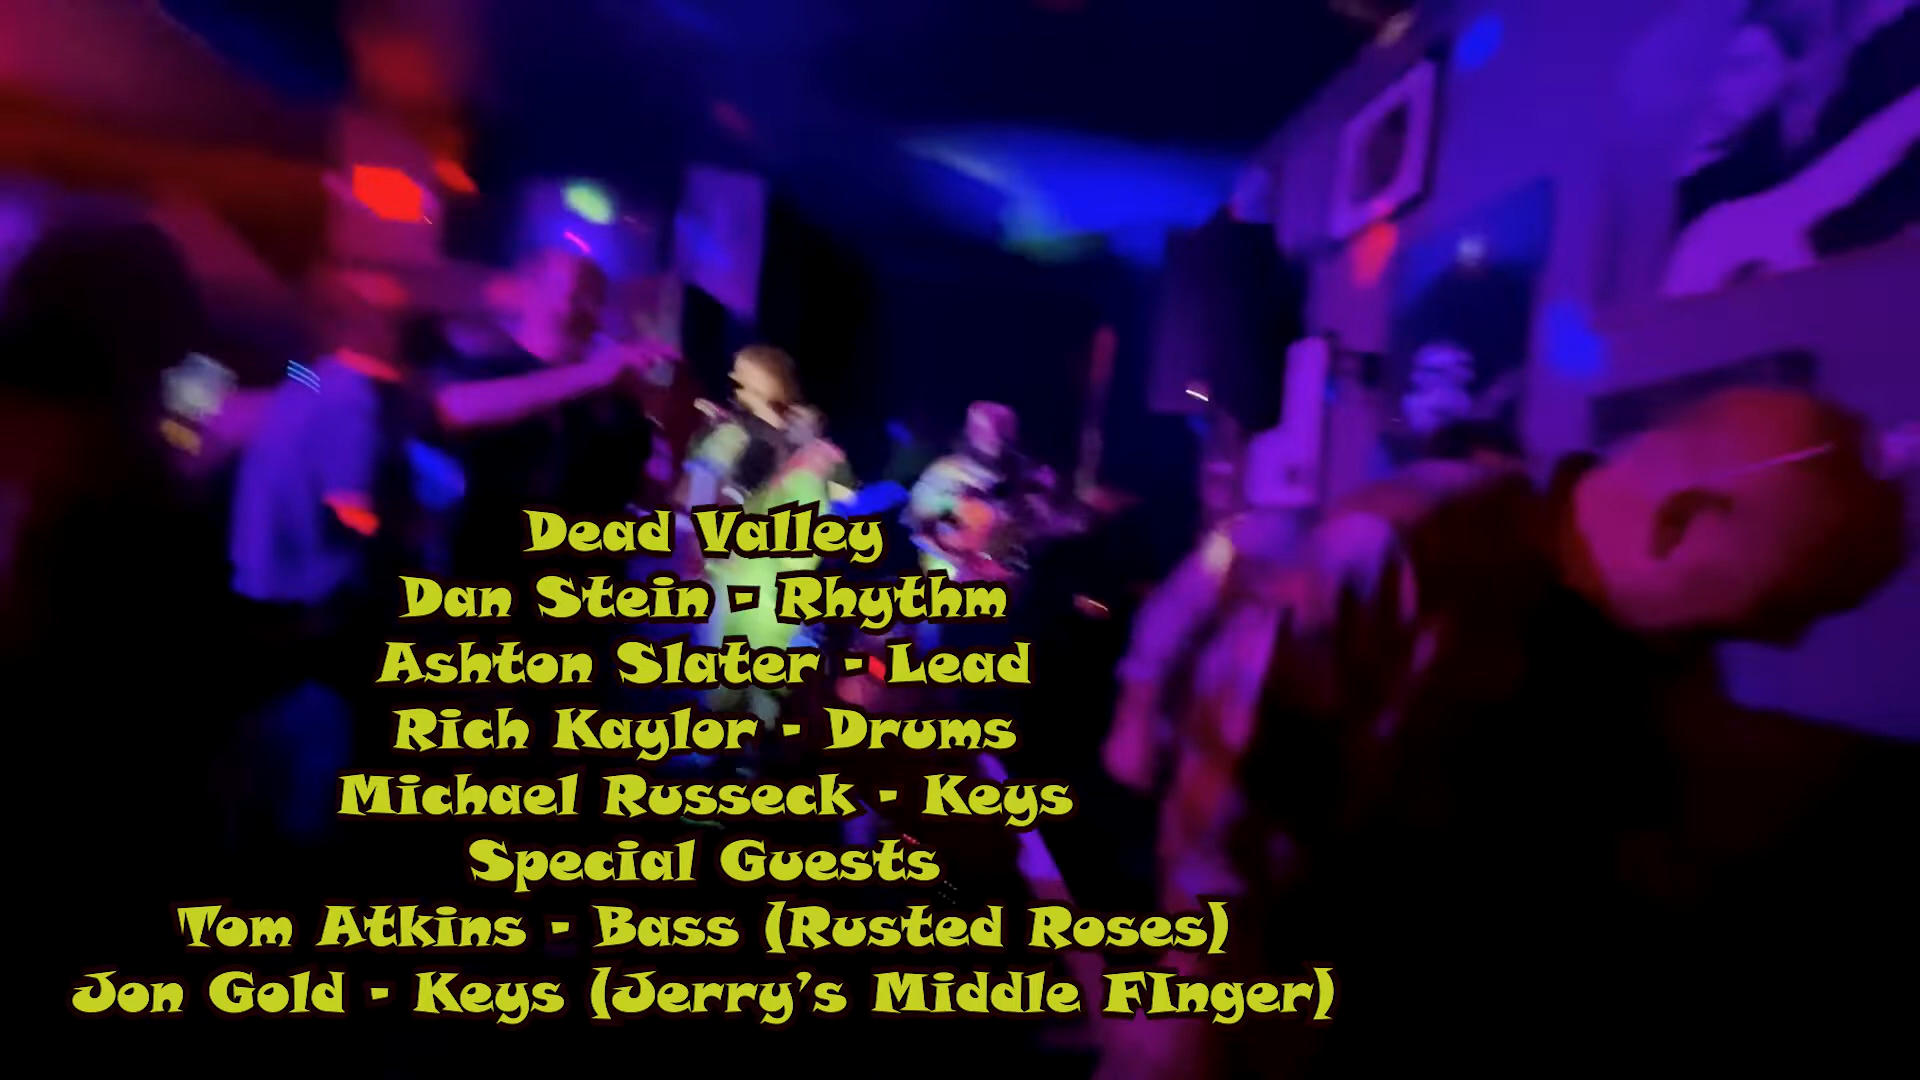 Dead Valley
Dan Stein - Rhythm
Ashton Slater - Lead
Rich Kaylor - Drums
Michael Russeck - Keys
Special Guests
Tom Atkins - Bass (Rusted Roses)
Jon Gold - Keys (Jerry's Middle FInger)